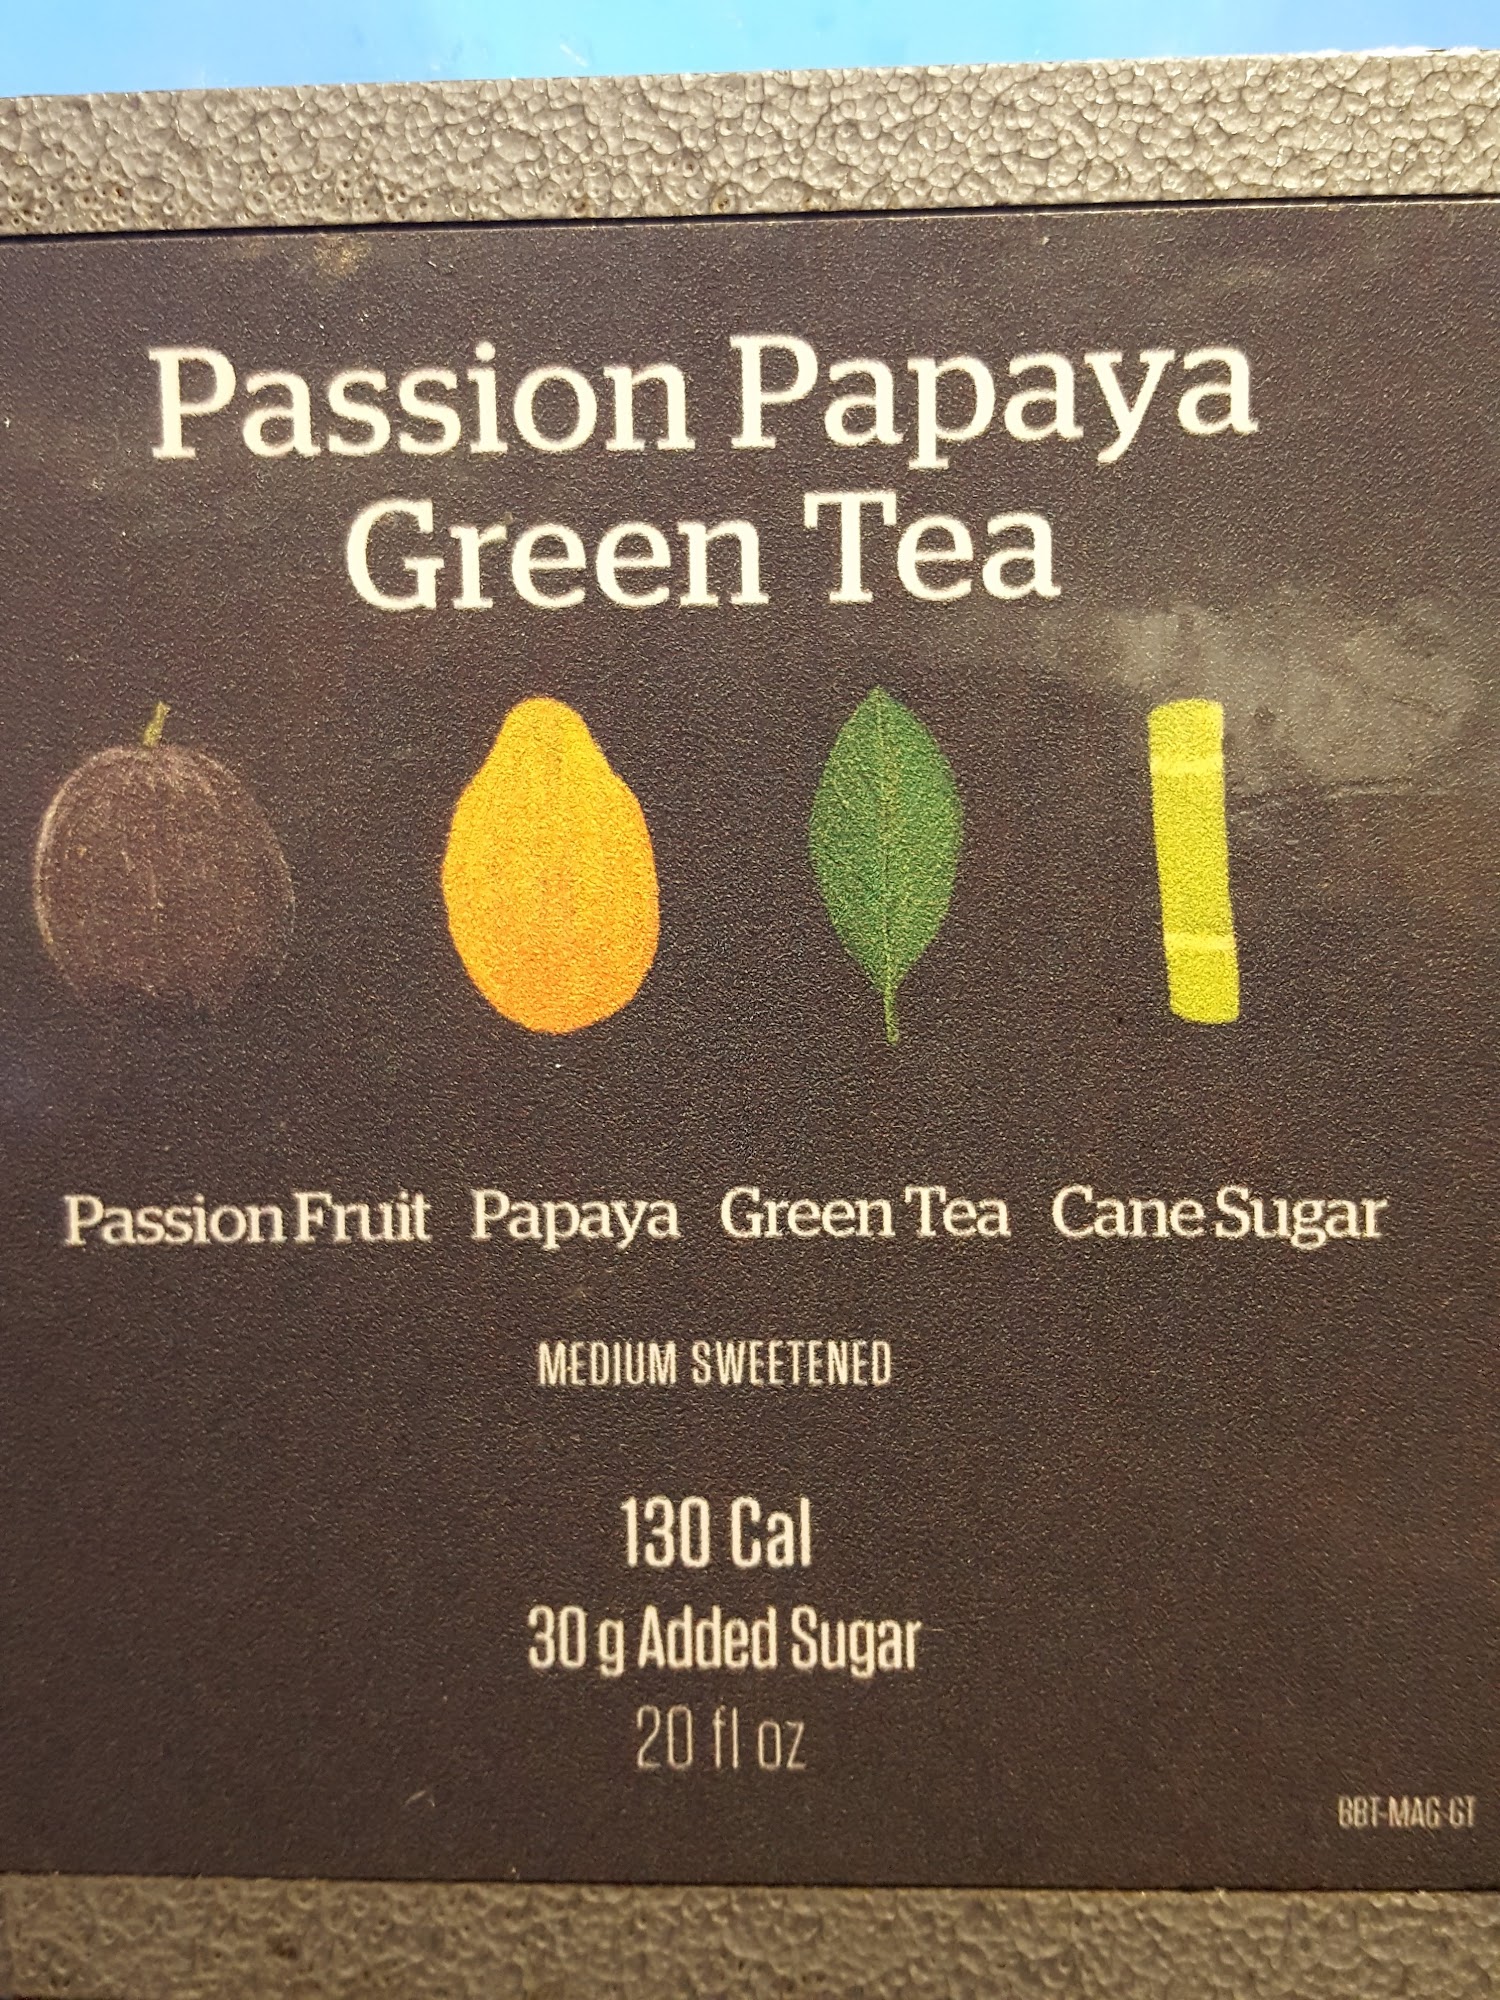 Passion Papaya
Green Tea
Passion Fruit Papaya Green Tea Cane Sugar
MEDIUM SWEETENED
130 Cal
30 g Added Sugar
20 fl oz
BBT-MAG-GT